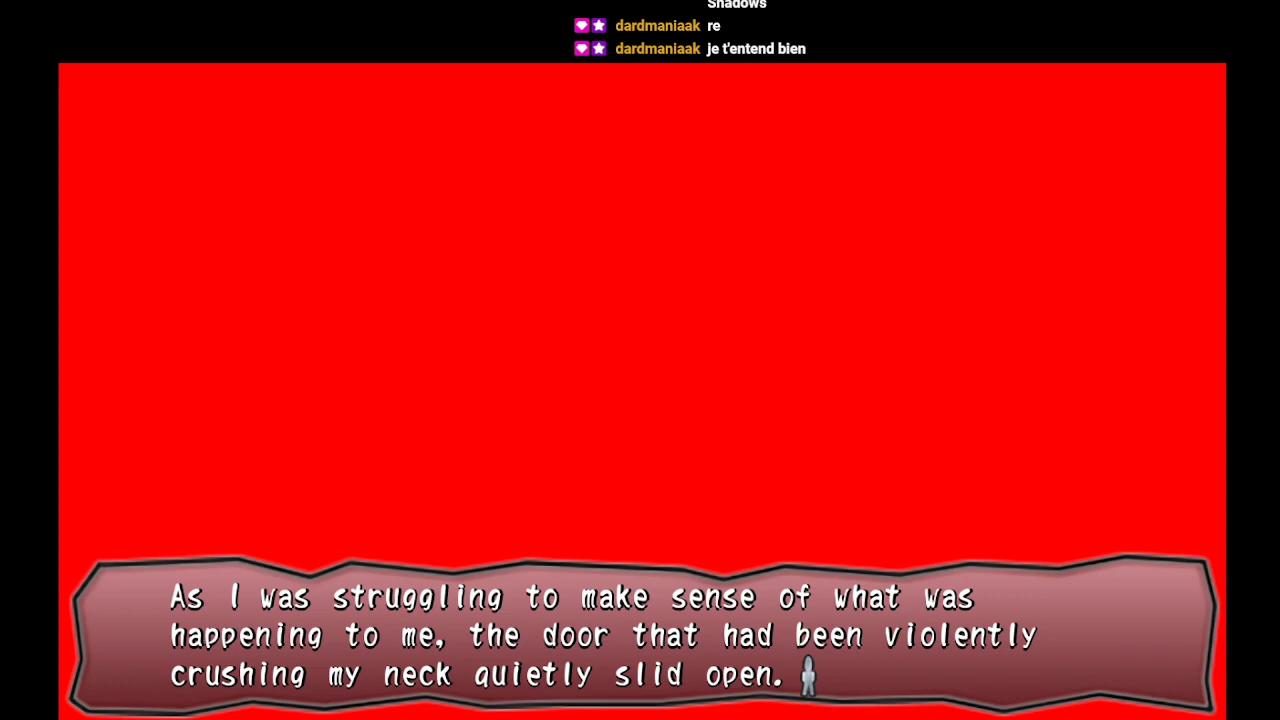 Shadows
dardmaniaak re
dardmaniaak je t'entend bien
As I was struggling to make sense of what was
happening to me, the door that had been violently
crushing my neck quietly slid open.